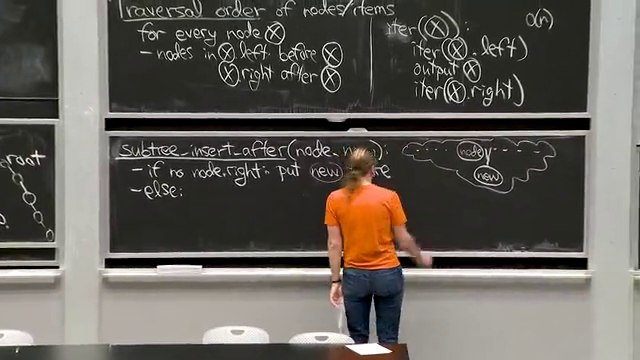 Traversal order of nodes/items
for every node X
- nodes in X.left before X
X.right after X
iter(X):
iter(X.left)
output X
iter(X.right)
O(n)
root
subtree_insert_after(node, new):
- if no node.right: put new
- else:
node
new